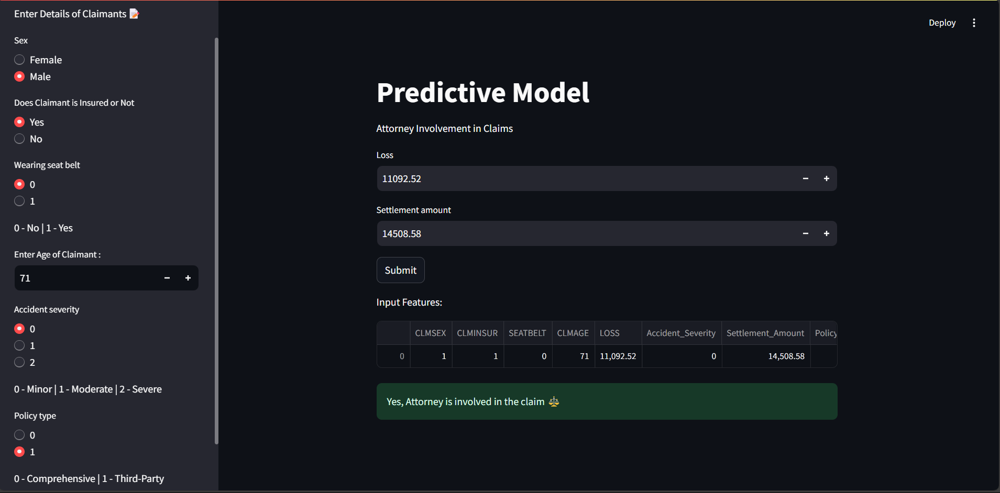 Enter Details of Claimants 📝
Sex
Female
Male
Does Claimant is Insured or Not
Yes
No
Wearing seat belt
0
1
0 - No | 1 - Yes
Enter Age of Claimant :
71 − +
Accident severity
0
1
2
0 - Minor | 1 - Moderate | 2 - Severe
Policy type
0
1
0 - Comprehensive | 1 - Third-Party
Deploy
Predictive Model
Attorney Involvement in Claims
Loss
11092.52 − +
Settlement amount
14508.58 − +
Submit
Input Features:
CLMSEX CLMINSUR SEATBELT CLMAGE LOSS Accident_Severity Settlement_Amount Policy
0 1 1 0 71 11,092.52 0 14,508.58
Yes, Attorney is involved in the claim ⚖️